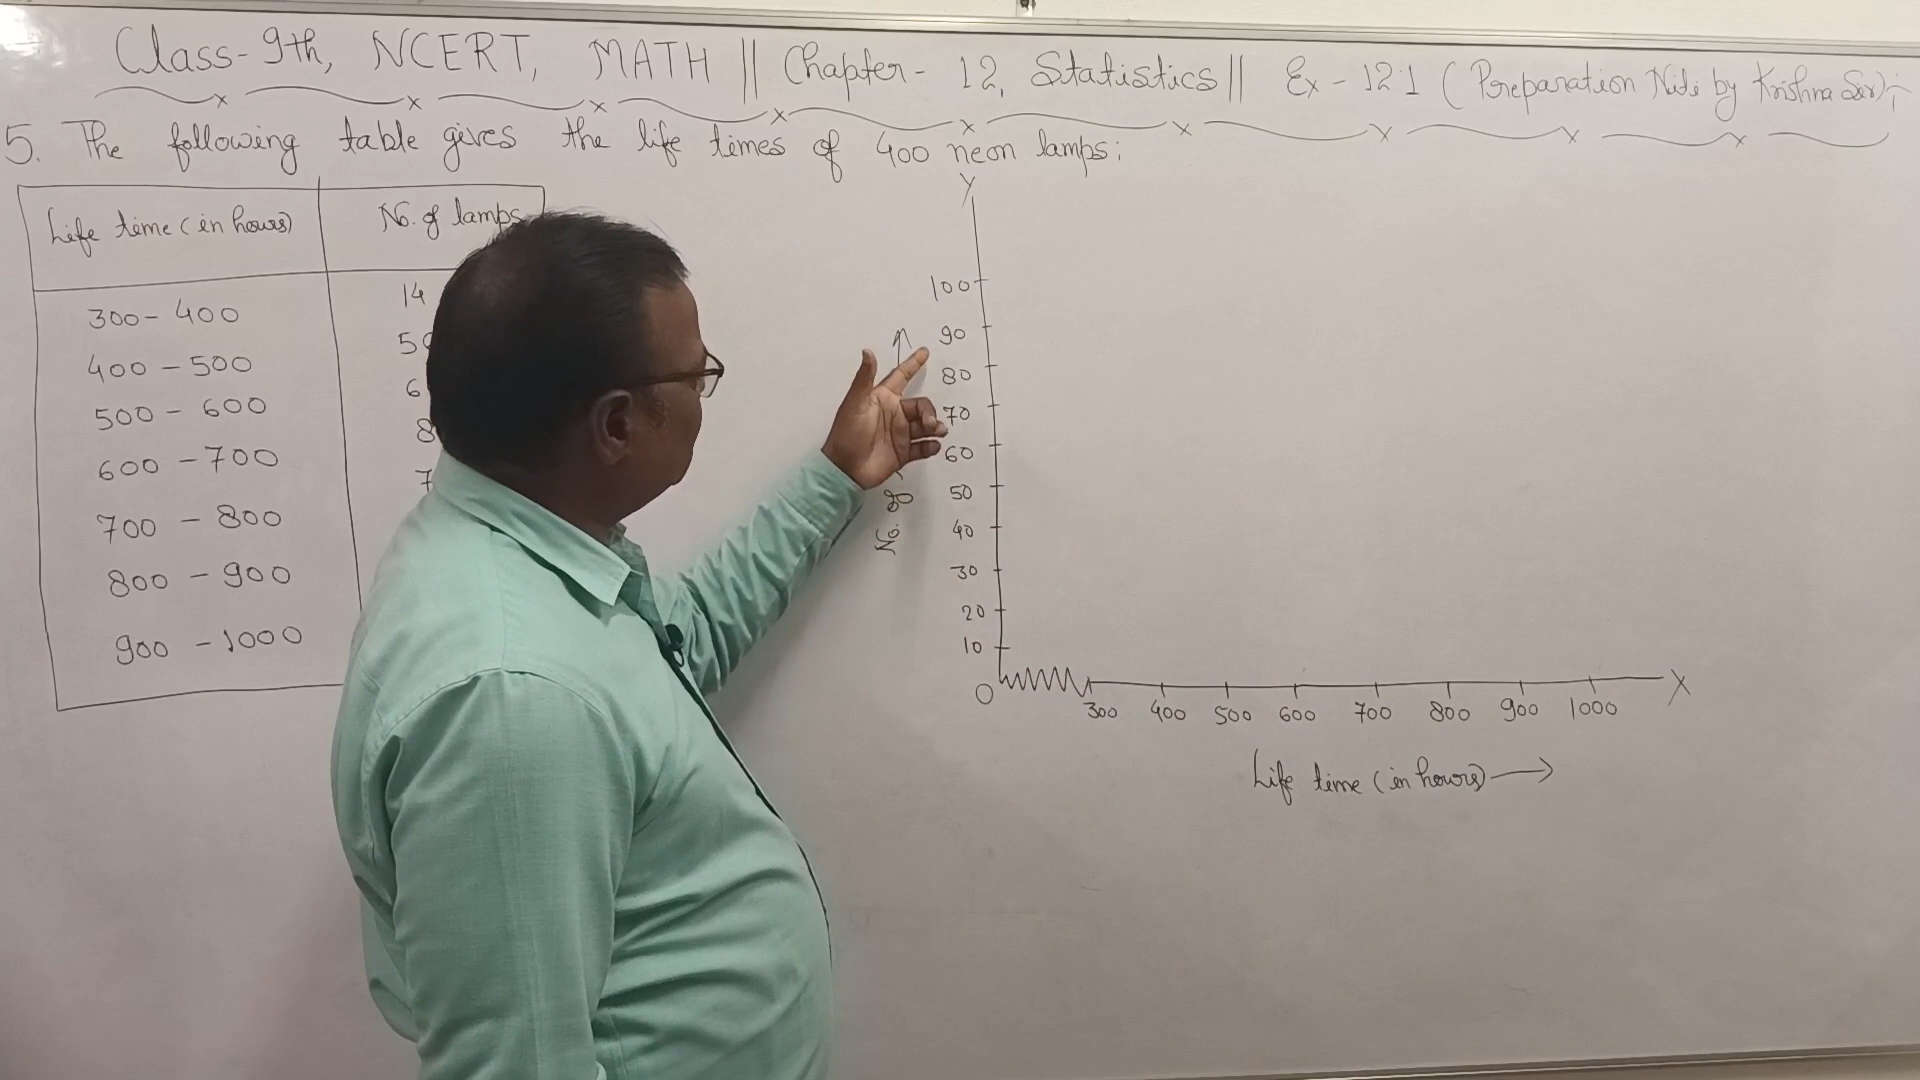 Class-9th, NCERT, MATH || Chapter-12, Statistics || Ex-12.1 (Preparation Niti by Krishna Sir);
5. The following table gives the life times of 400 neon lamps:
Life time (in hours) No. of lamps
300-400 14
400-500
500-600
600-700
700-800
800-900
900-1000
Y
100
90
80
70
60
50
40
30
20
10
No.
O
300 400 500 600 700 800 900 1000 X
Life time (in hours)